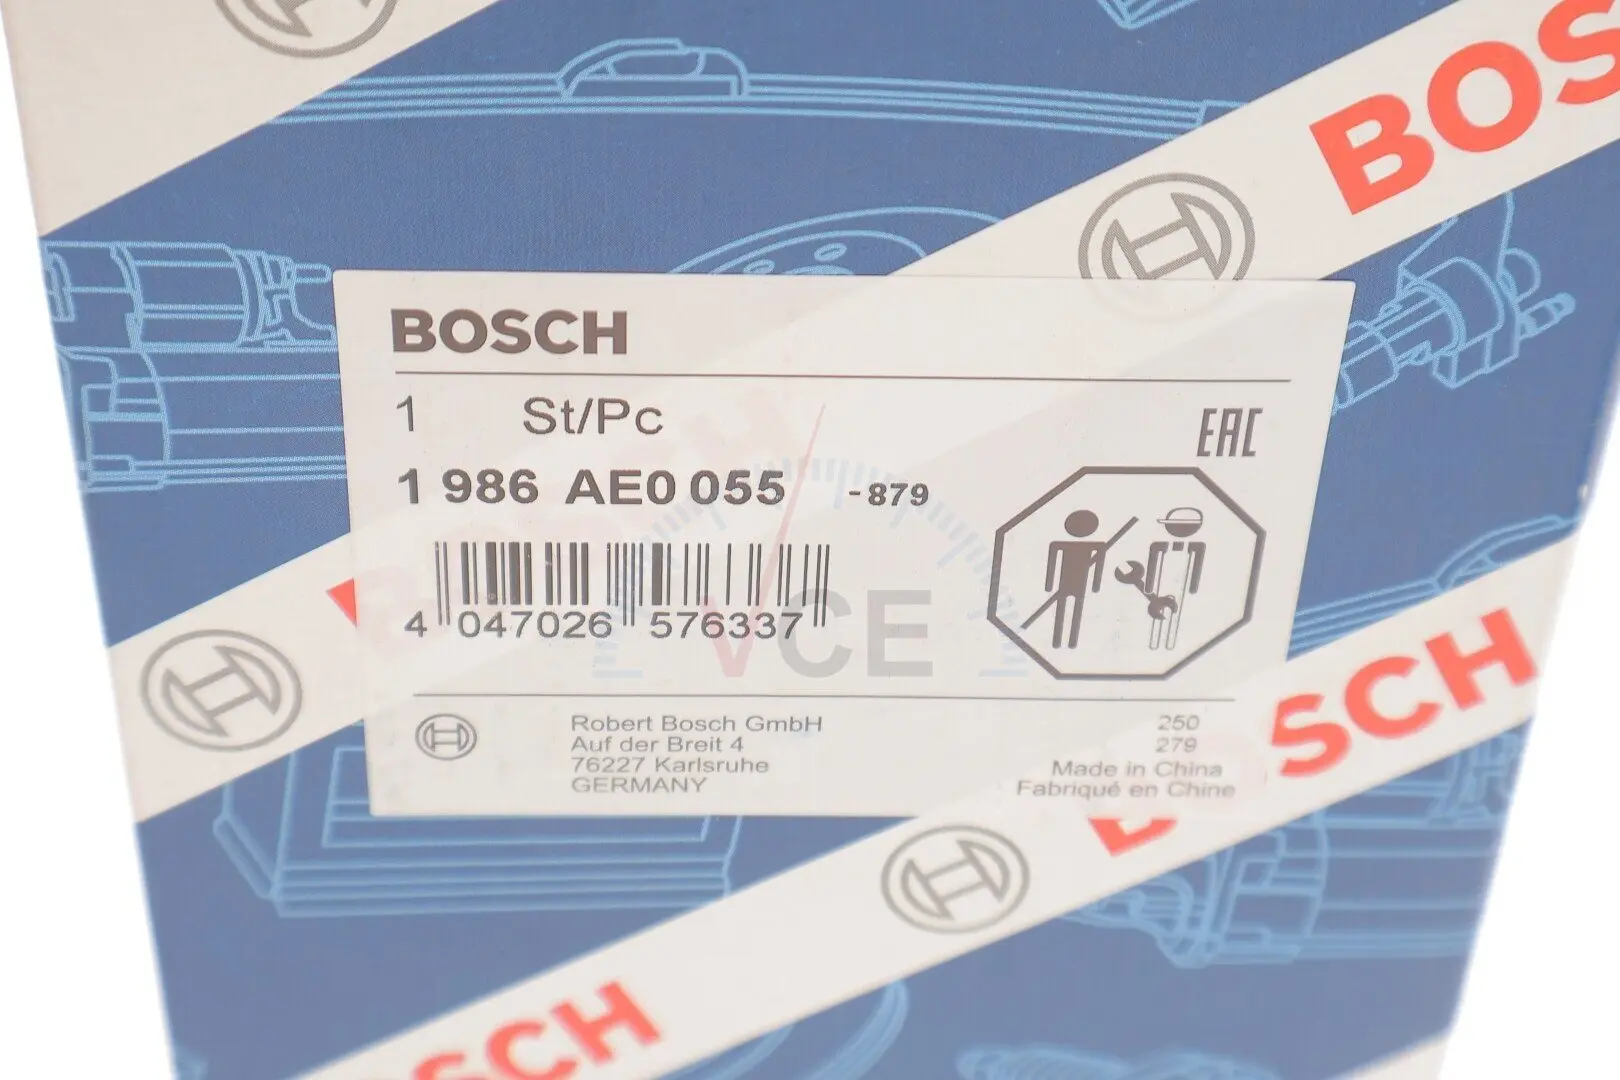 BOS
BOSCH
1 St/Pc
EAC
1 986 AE0 055 -879
4 047026 576337
VCE
Robert Bosch GmbH
Auf der Breit 4
76227 Karlsruhe
GERMANY
250
279
Made in China
Fabriqué en Chine
SCH
B
SCH